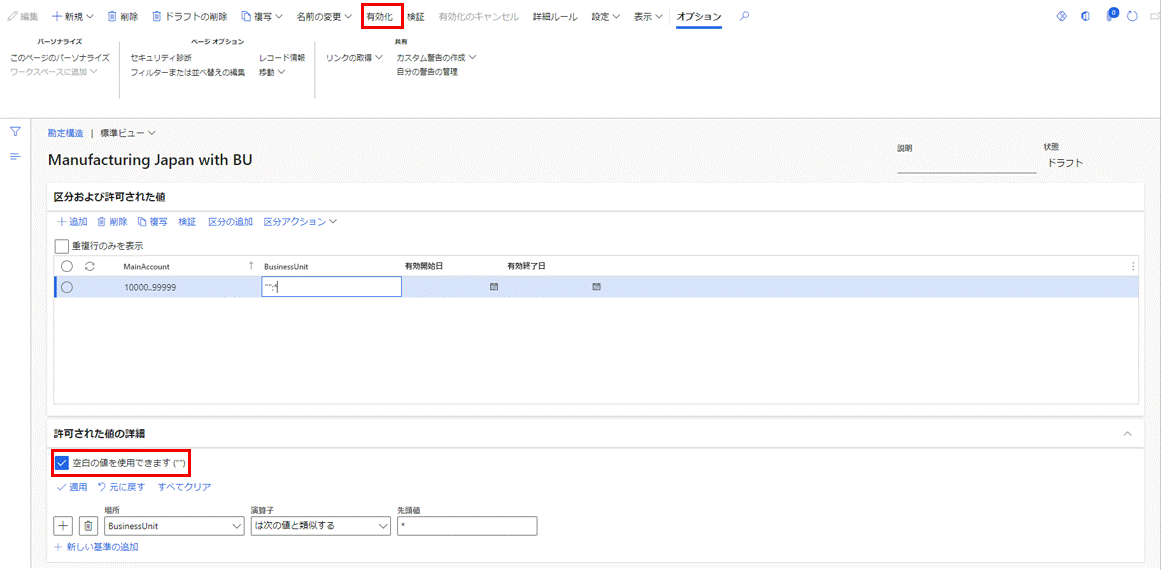 編集 新規 削除 ドラフトの削除 複写 名前の変更 有効化 検証 有効化のキャンセル 詳細ルール 設定 表示 オプション 0
パーソナライズ ページ オプション 共有
このページのパーソナライズ セキュリティ診断 レコード情報 リンクの取得 カスタム警告の作成
ワークスペースに追加 フィルターまたは並べ替えの編集 移動 自分の警告の管理
勘定構造 | 標準ビュー
Manufacturing Japan with BU
説明 状態
ドラフト
区分および許可された値
+ 追加 削除 複写 検証 区分の追加 区分アクション
重複行のみを表示
MainAccount ↑ BusinessUnit 有効開始日 有効終了日
10000..99999 "";*
許可された値の詳細
空白の値を使用できます ("")
適用 元に戻す すべてクリア
場所 演算子 先頭値
BusinessUnit は次の値と類似する *
+ 新しい基準の追加